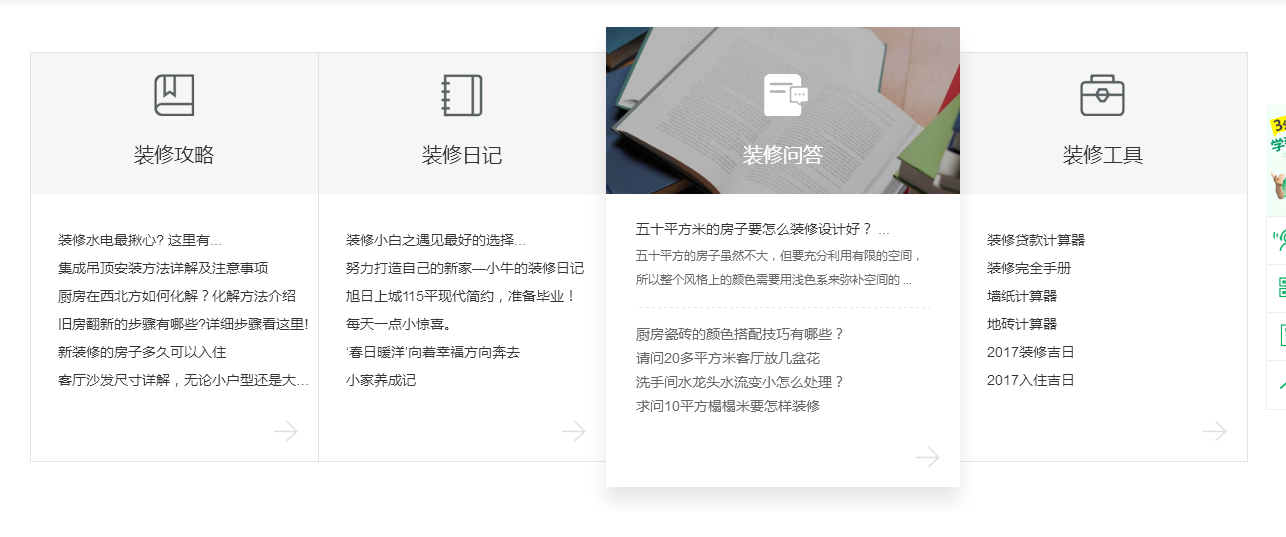 装修攻略
装修水电最揪心? 这里有...
集成吊顶安装方法详解及注意事项
厨房在西北方如何化解？化解方法介绍
旧房翻新的步骤有哪些?详细步骤看这里!
新装修的房子多久可以入住
客厅沙发尺寸详解，无论小户型还是大...
装修日记
装修小白之遇见最好的选择...
努力打造自己的新家—小牛的装修日记
旭日上城115平现代简约，准备毕业！
每天一点小惊喜。
‘春日暖洋’向着幸福方向奔去
小家养成记
装修问答
五十平方米的房子要怎么装修设计好？ ...
五十平方的房子虽然不大，但要充分利用有限的空间，
所以整个风格上的颜色需要用浅色系来弥补空间的 ...
厨房瓷砖的颜色搭配技巧有哪些？
请问20多平方米客厅放几盆花
洗手间水龙头水流变小怎么处理？
求问10平方榻榻米要怎样装修
装修工具
装修贷款计算器
装修完全手册
墙纸计算器
地砖计算器
2017装修吉日
2017入住吉日